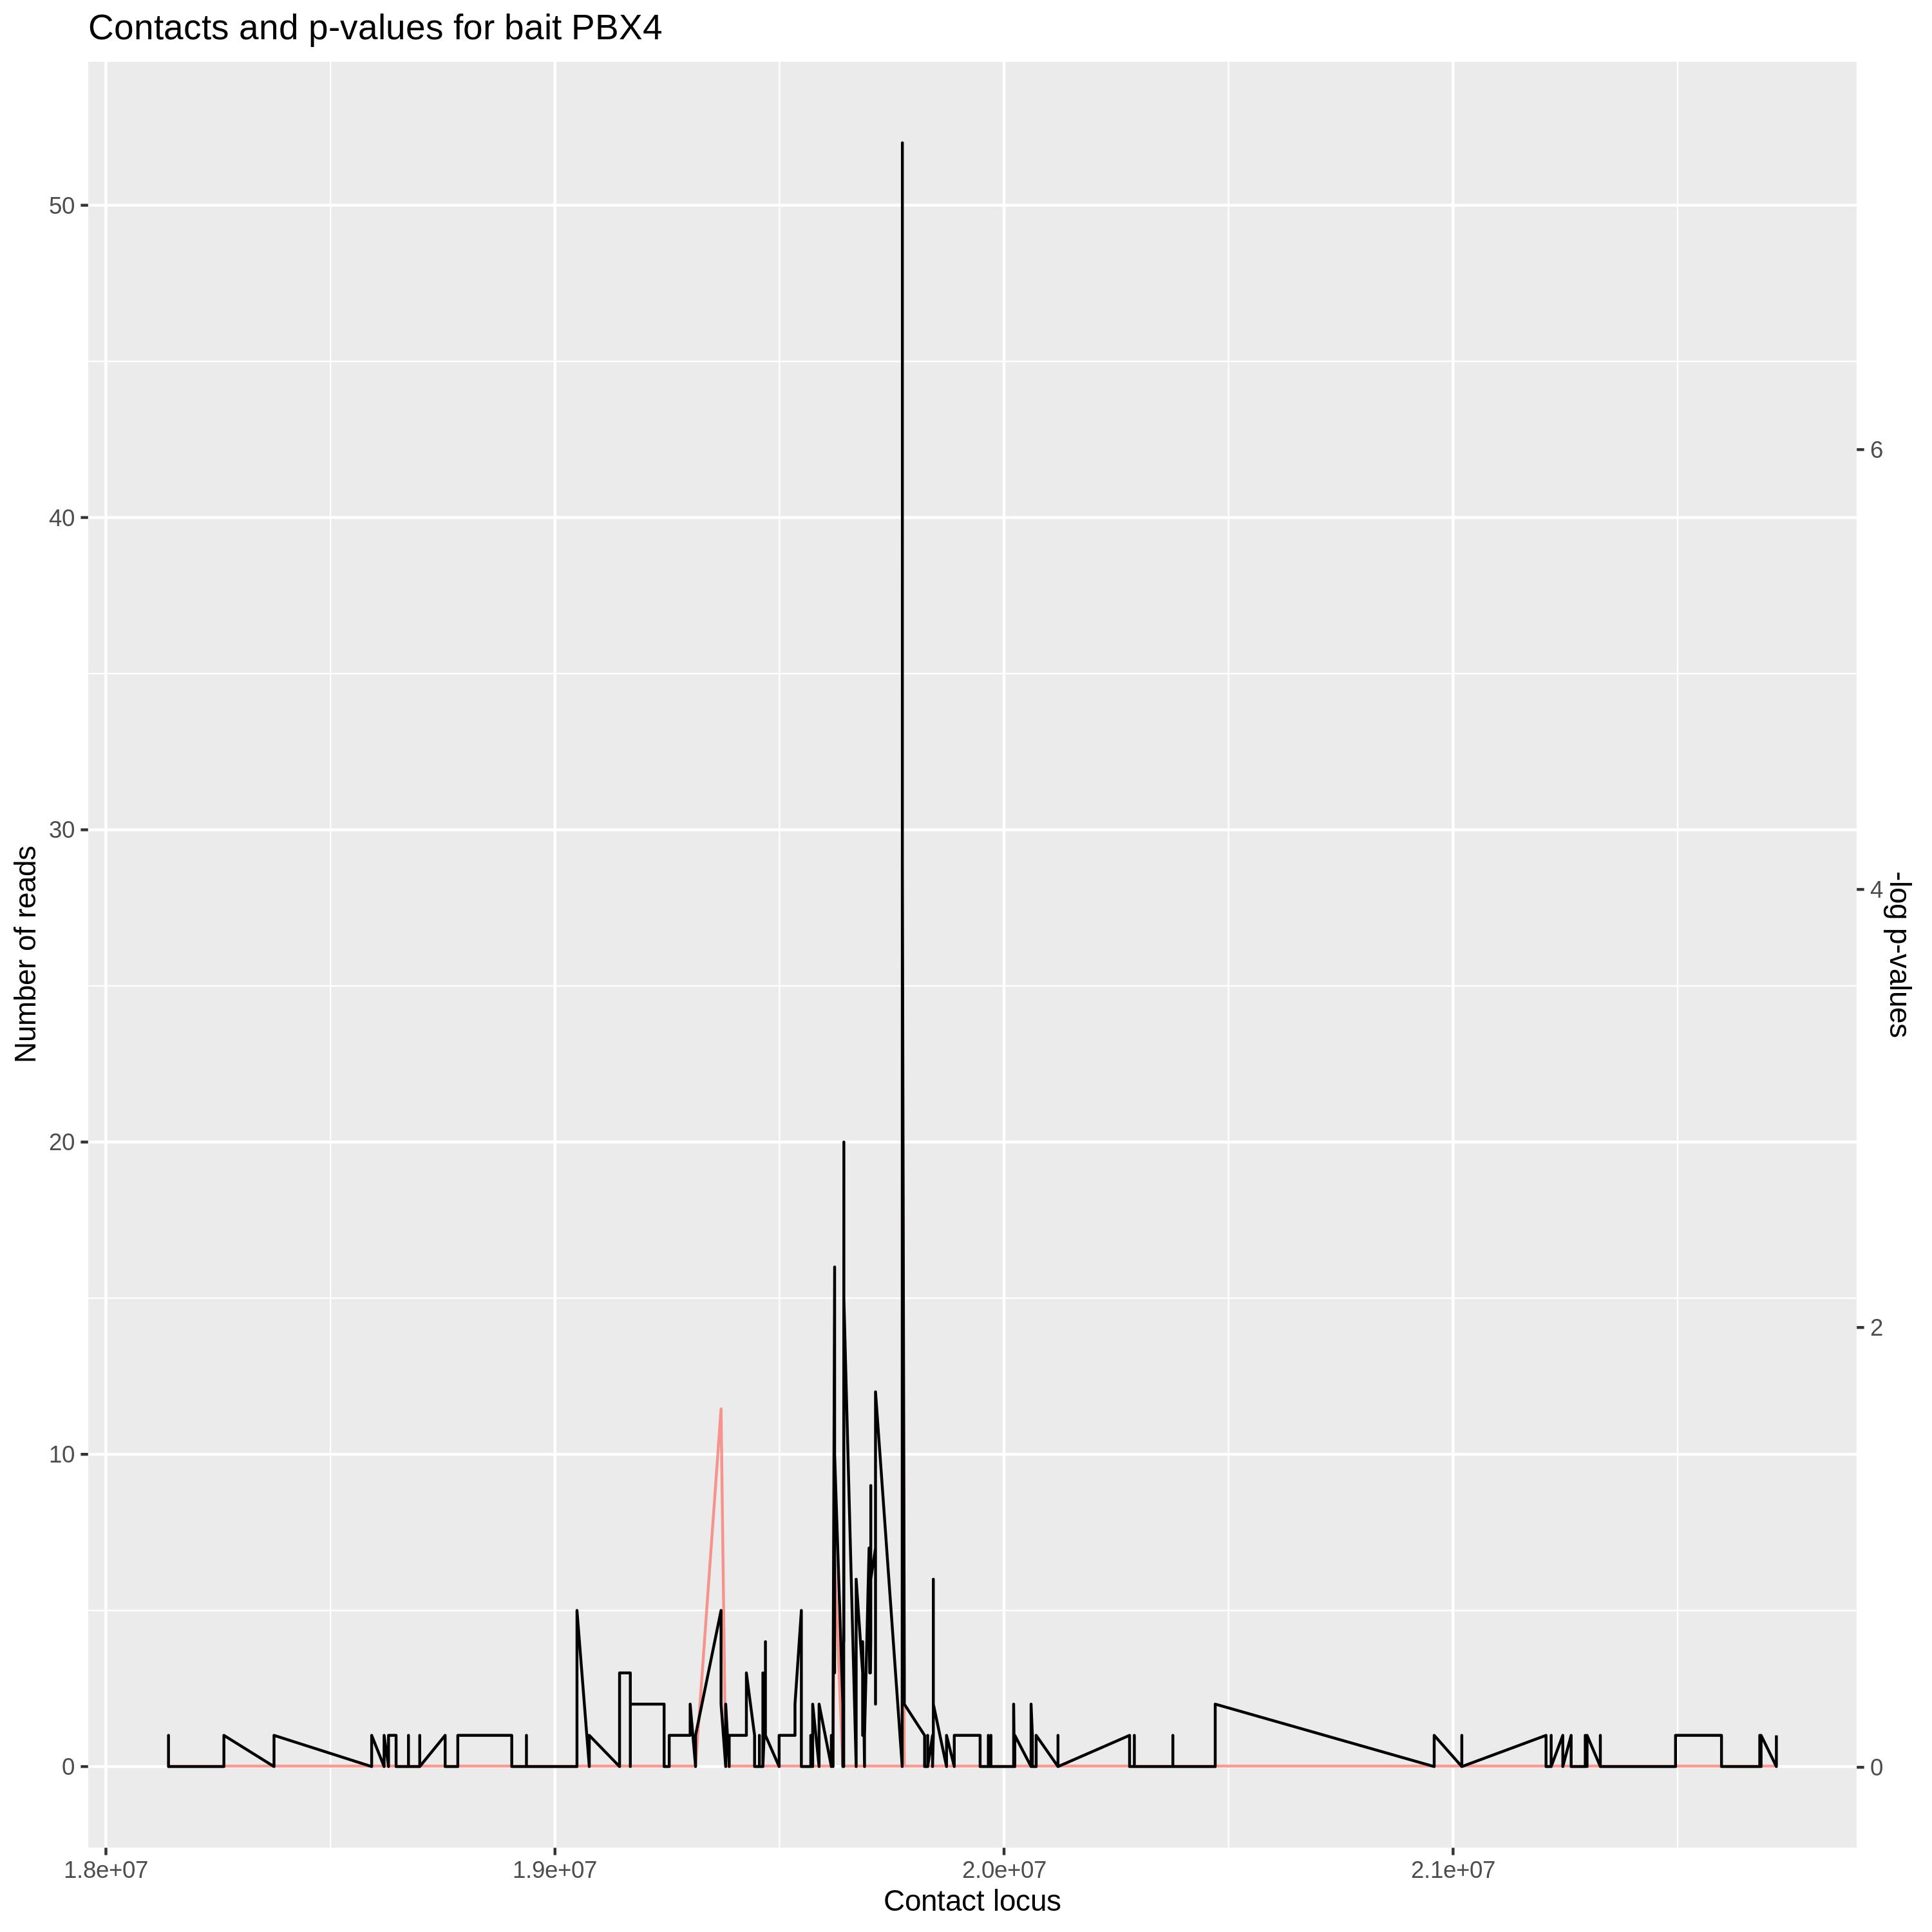 Contacts and p-values for bait PBX4
50
40
30
20
10
0
Number of reads
6
4
2
0
-log p-values
1.8e+07
1.9e+07
2.0e+07
2.1e+07
Contact locus